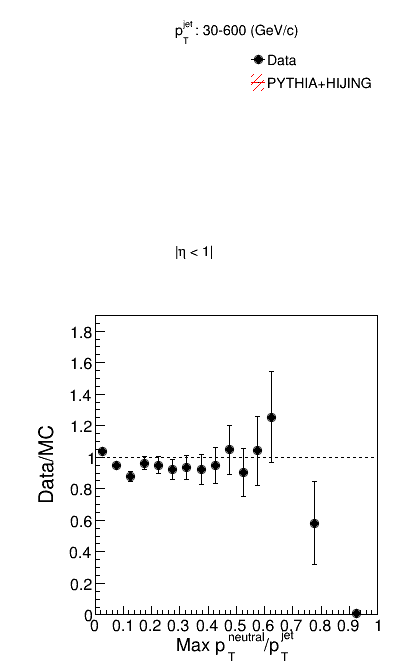 p_T^jet : 30-600 (GeV/c)
Data
PYTHIA+HIJING
|η < 1|
1.8
1.6
1.4
1.2
1
0.8
0.6
0.4
0.2
0
Data/MC
0 0.1 0.2 0.3 0.4 0.5 0.6 0.7 0.8 0.9 1
Max p_T^neutral/p_T^jet